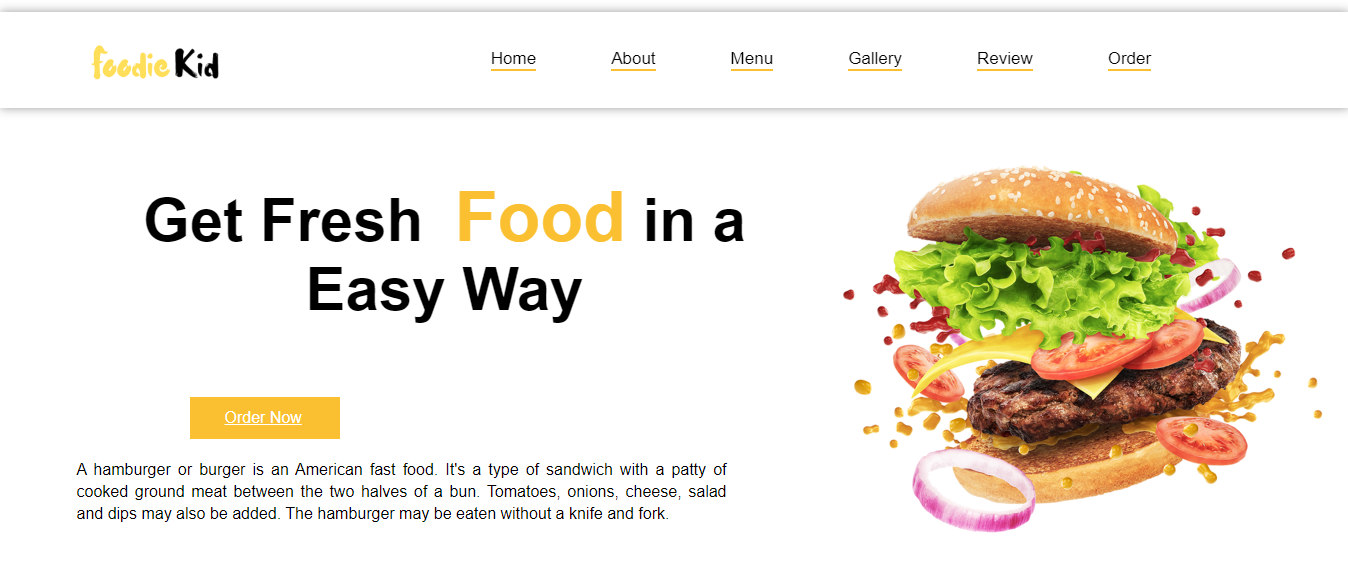 foodie Kid Home About Menu Gallery Review Order
Get Fresh Food in a
Easy Way
Order Now
A hamburger or burger is an American fast food. It's a type of sandwich with a patty of
cooked ground meat between the two halves of a bun. Tomatoes, onions, cheese, salad
and dips may also be added. The hamburger may be eaten without a knife and fork.